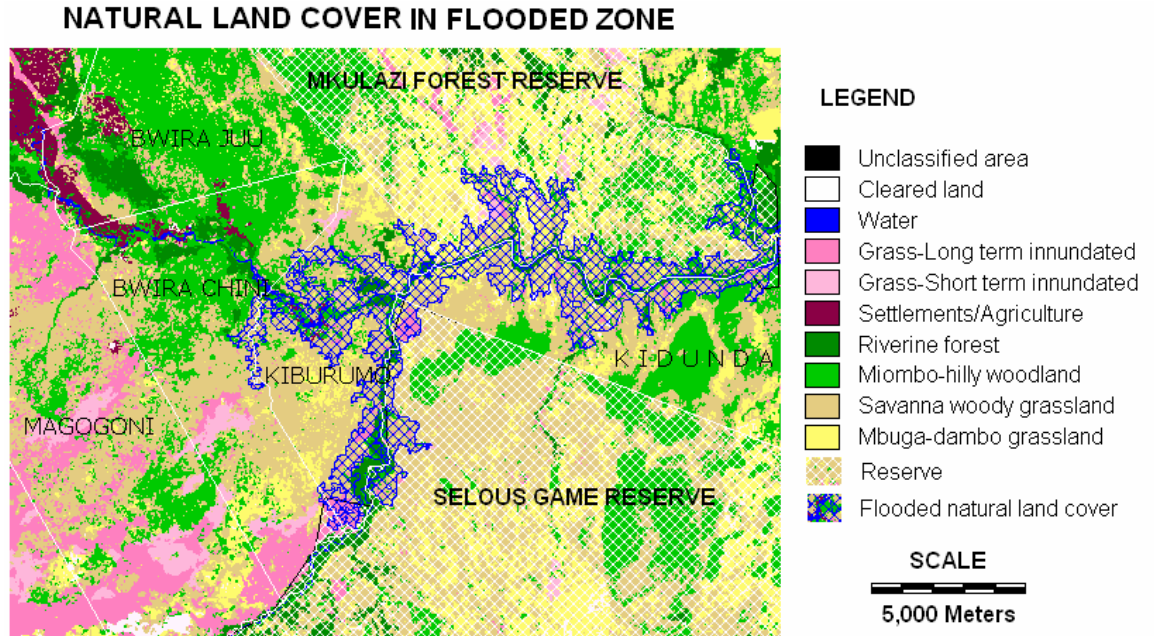 NATURAL LAND COVER IN FLOODED ZONE
MKULAZI FOREST RESERVE
BWIRA JUU
BWIRA CHINI
KIBURUMO
KIDUNDA
MAGOGONI
SELOUS GAME RESERVE
LEGEND
Unclassified area
Cleared land
Water
Grass-Long term innundated
Grass-Short term innundated
Settlements/Agriculture
Riverine forest
Miombo-hilly woodland
Savanna woody grassland
Mbuga-dambo grassland
Reserve
Flooded natural land cover
SCALE
5,000 Meters